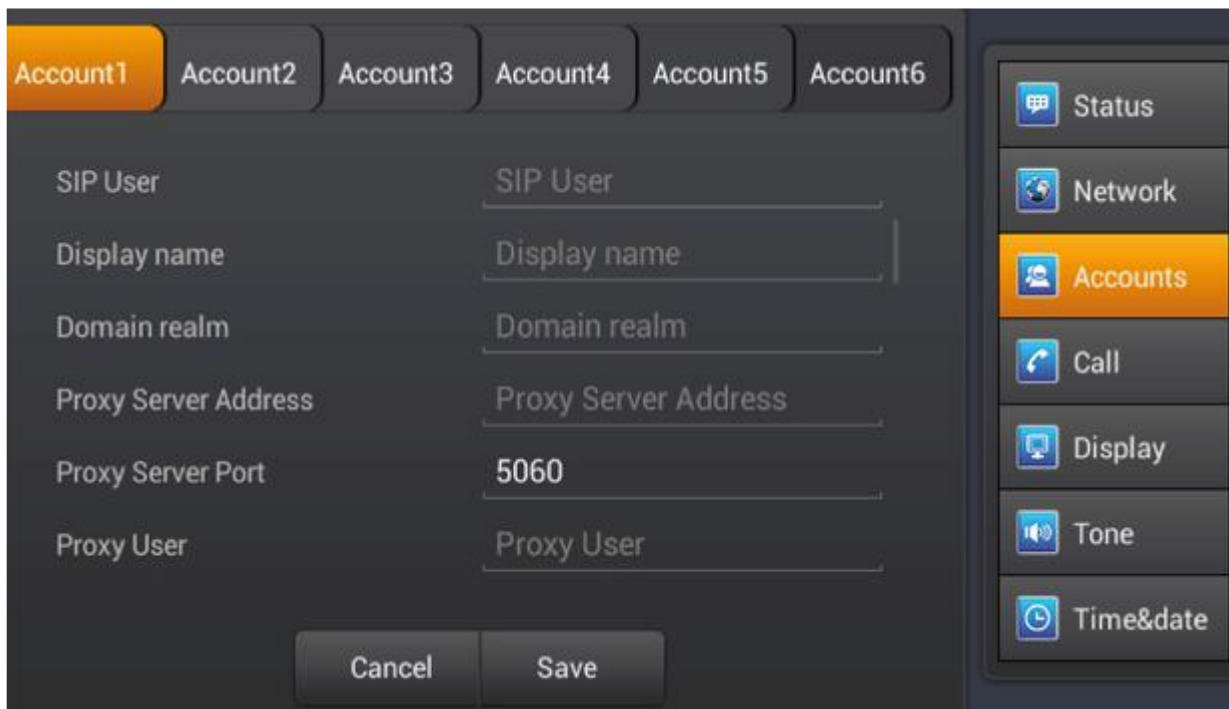 Account1 Account2 Account3 Account4 Account5 Account6
SIP User SIP User
Display name Display name
Domain realm Domain realm
Proxy Server Address Proxy Server Address
Proxy Server Port 5060
Proxy User Proxy User
Cancel Save
Status
Network
Accounts
Call
Display
Tone
Time&date